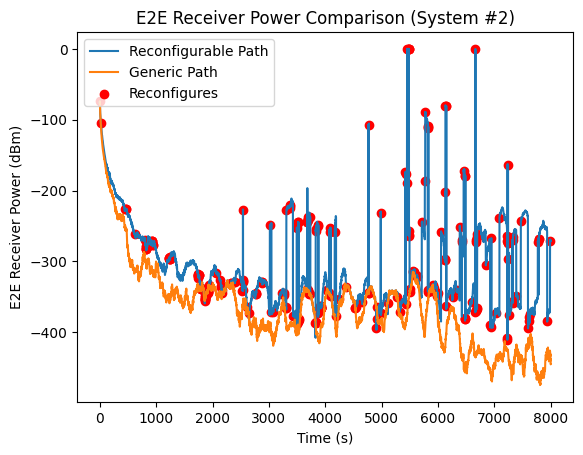 E2E Receiver Power Comparison (System #2)
Reconfigurable Path
Generic Path
Reconfigures
E2E Receiver Power (dBm)
0
−100
−200
−300
−400
0 1000 2000 3000 4000 5000 6000 7000 8000
Time (s)